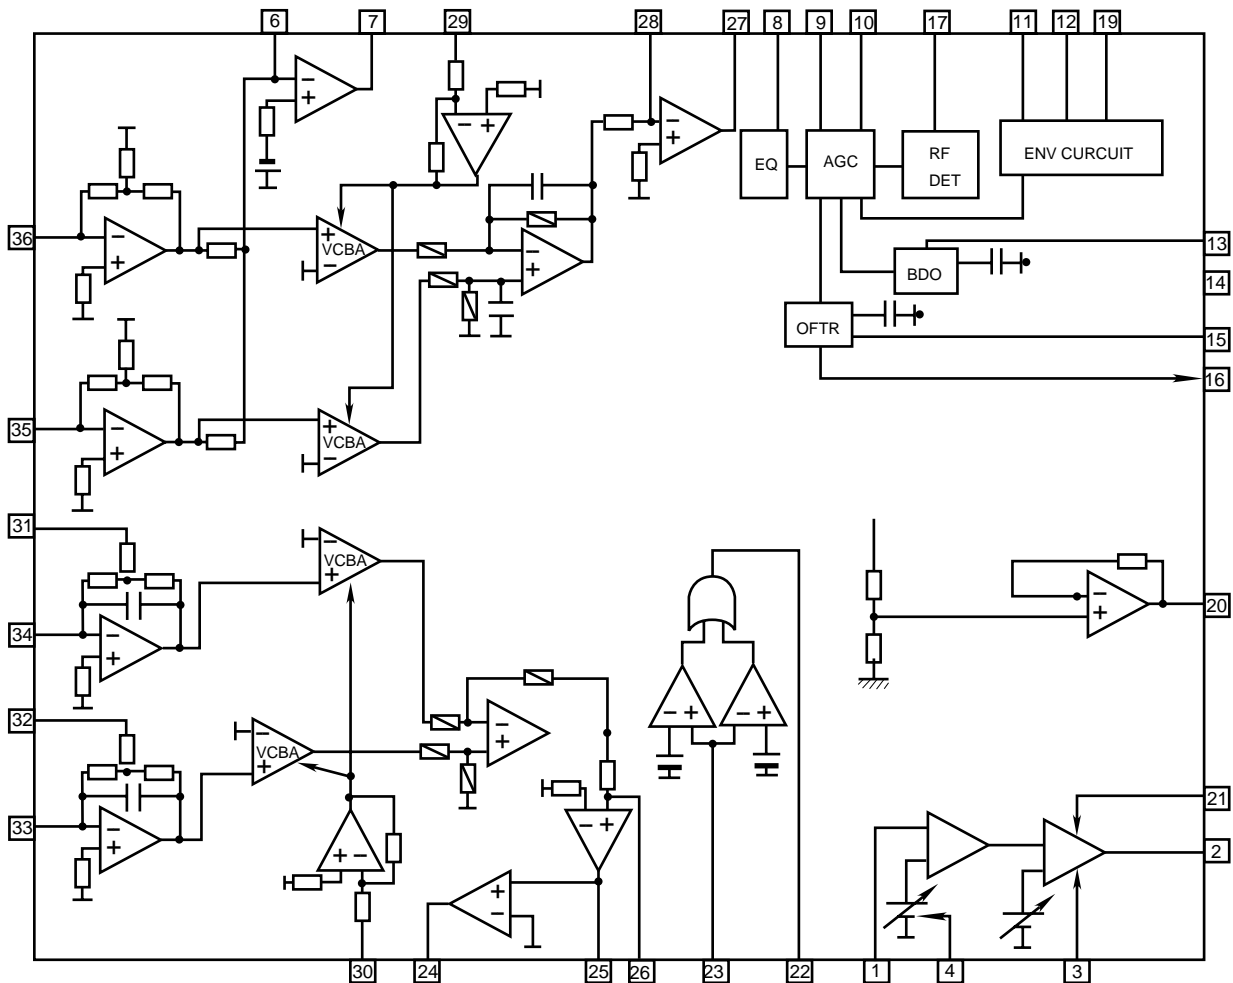 6 7 29 28 27 8 9 10 17 11 12 19
− +
− +
− +
EQ AGC RF DET ENV CURCUIT
36 − + + VCBA − − +
13
BDO
14
OFTR 15
16
35 − + + VCBA −
31
− VCBA +
34 − +
− + 20
32
− VCBA + − +
− + − +
33 − +
− +
21
2
+ −
+ −
30 24 25 26 23 22 1 4 3